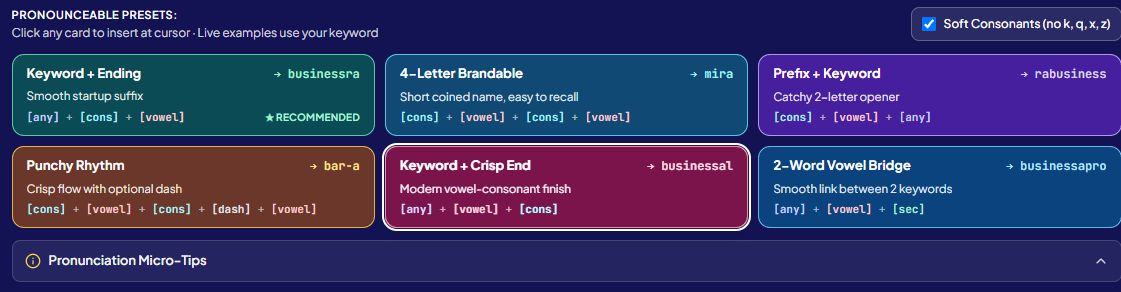 PRONOUNCEABLE PRESETS:
Click any card to insert at cursor · Live examples use your keyword
Soft Consonants (no k, q, x, z)
Keyword + Ending → businessra
Smooth startup suffix
[any] + [cons] + [vowel] ★ RECOMMENDED
4-Letter Brandable → mira
Short coined name, easy to recall
[cons] + [vowel] + [cons] + [vowel]
Prefix + Keyword → rabusiness
Catchy 2-letter opener
[cons] + [vowel] + [any]
Punchy Rhythm → bar-a
Crisp flow with optional dash
[cons] + [vowel] + [cons] + [dash] + [vowel]
Keyword + Crisp End → businessal
Modern vowel-consonant finish
[any] + [vowel] + [cons]
2-Word Vowel Bridge → businessapro
Smooth link between 2 keywords
[any] + [vowel] + [sec]
Pronunciation Micro-Tips